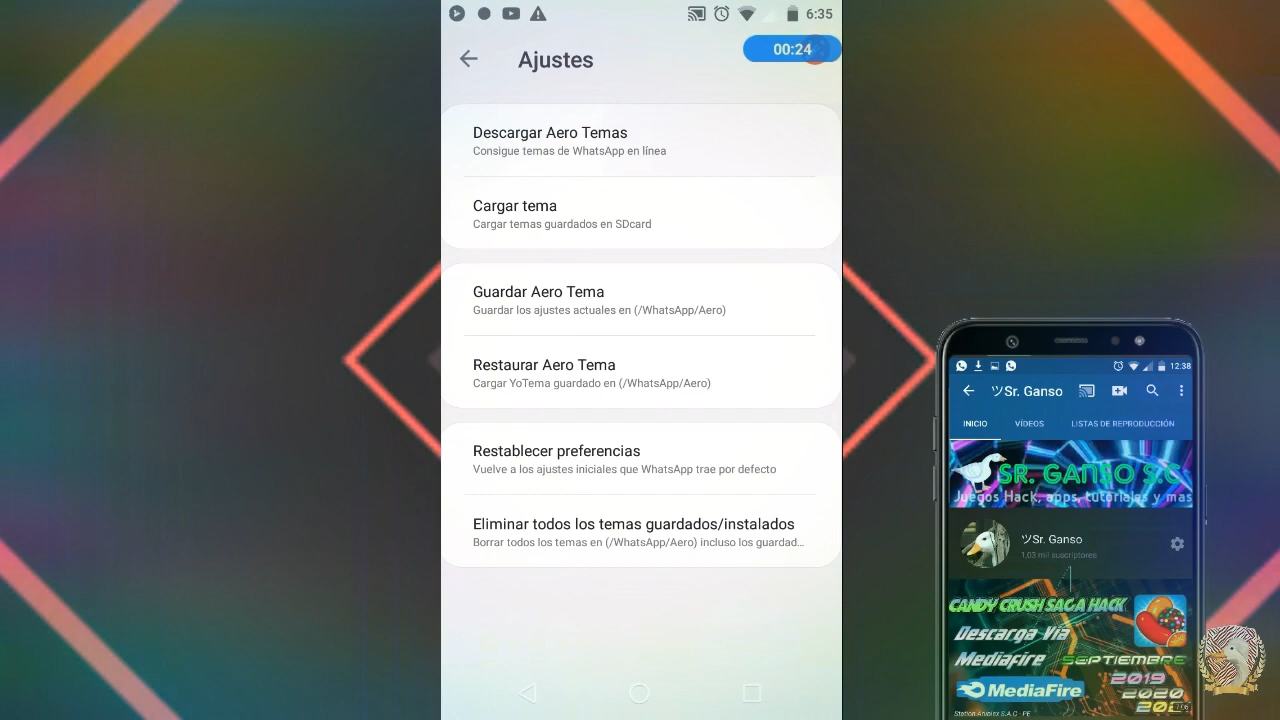 6:35
00:24
Ajustes
Descargar Aero Temas
Consigue temas de WhatsApp en línea
Cargar tema
Cargar temas guardados en SDcard
Guardar Aero Tema
Guardar los ajustes actuales en (/WhatsApp/Aero)
Restaurar Aero Tema
Cargar YoTema guardado en (/WhatsApp/Aero)
Restablecer preferencias
Vuelve a los ajustes iniciales que WhatsApp trae por defecto
Eliminar todos los temas guardados/instalados
Borrar todos los temas en (/WhatsApp/Aero) incluso los guardad...
12:38
ツSr. Ganso
INICIO VÍDEOS LISTAS DE REPRODUCCIÓN
SR. GANSO S.C
Juegos Hack, apps, tutoriales y mas
ツSr. Ganso
1.03 mil suscriptores
CANDY CRUSH SAGA HACK
Descarga Vía
Mediafire SEPTIEMBRE
2019
MediaFire 2020
Station Aniplex S.A.C - PE